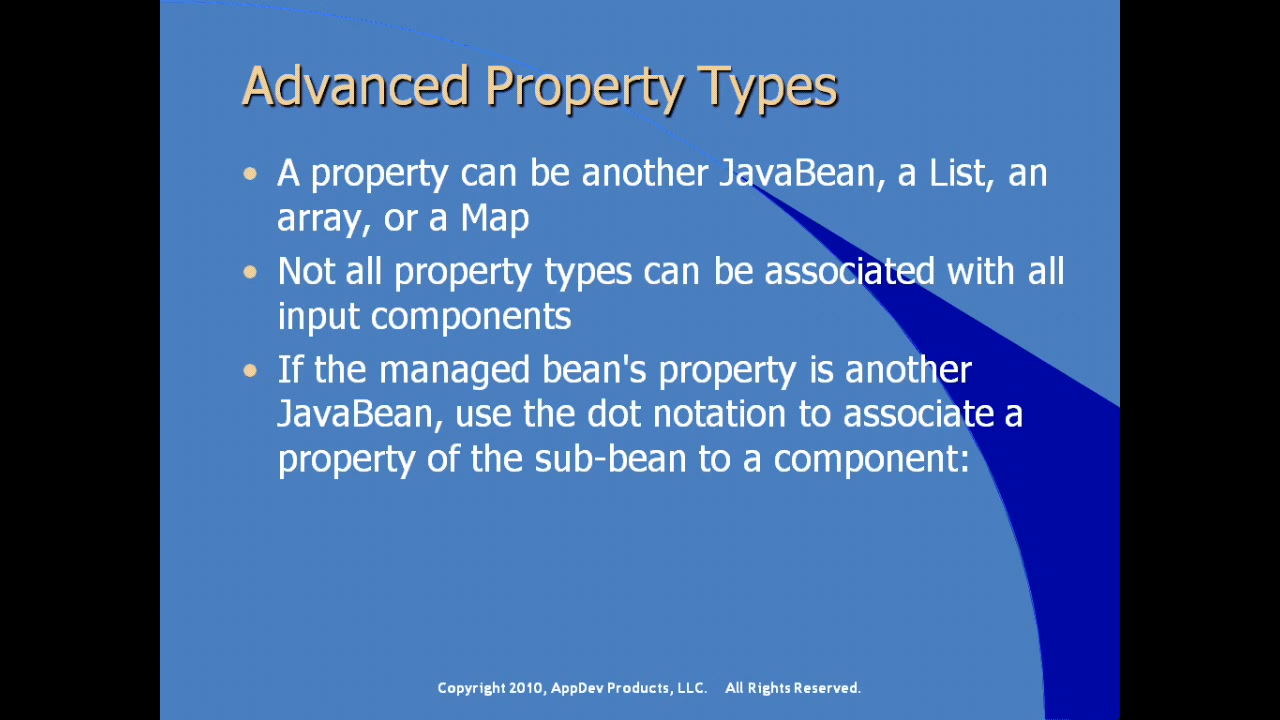 Advanced Property Types
• A property can be another JavaBean, a List, an
array, or a Map
• Not all property types can be associated with all
input components
• If the managed bean's property is another
JavaBean, use the dot notation to associate a
property of the sub-bean to a component:
Copyright 2010, AppDev Products, LLC. All Rights Reserved.